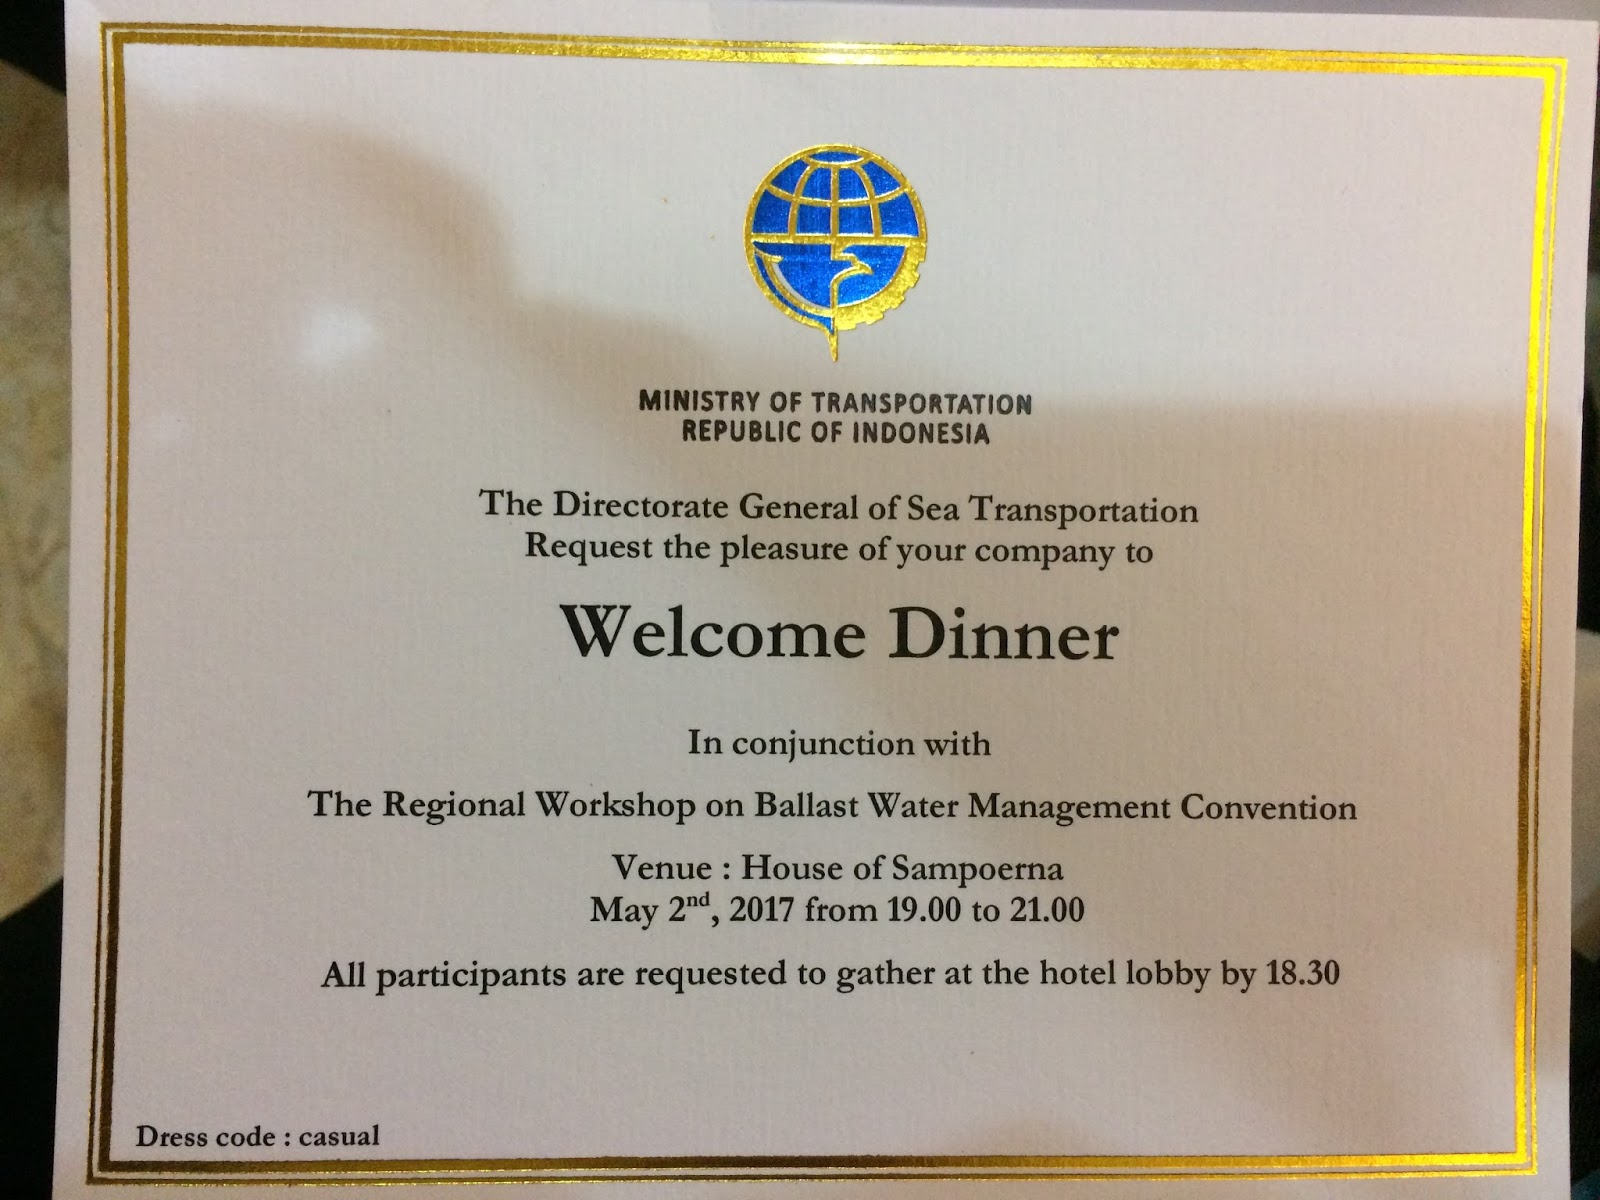 MINISTRY OF TRANSPORTATION
REPUBLIC OF INDONESIA
The Directorate General of Sea Transportation
Request the pleasure of your company to
Welcome Dinner
In conjunction with
The Regional Workshop on Ballast Water Management Convention
Venue : House of Sampoerna
May 2nd, 2017 from 19.00 to 21.00
All participants are requested to gather at the hotel lobby by 18.30
Dress code : casual